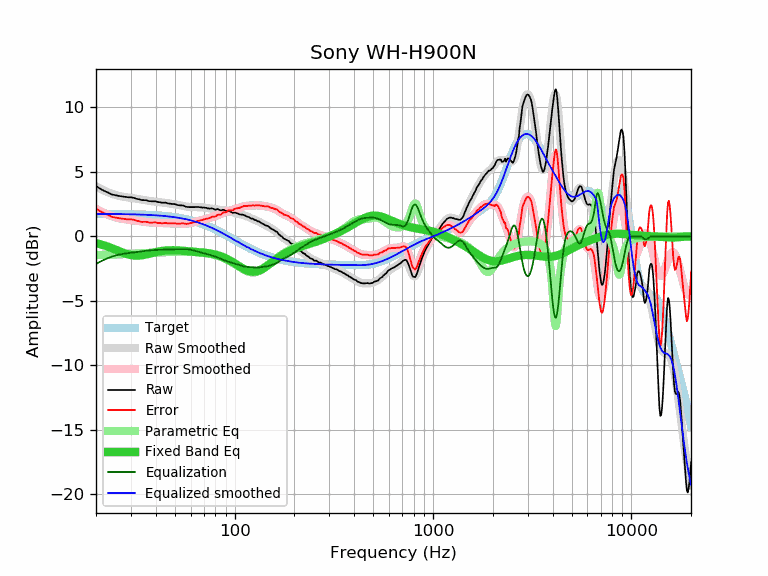 Sony WH-H900N
Amplitude (dBr)
10
5
0
−5
−10
−15
−20
Target
Raw Smoothed
Error Smoothed
Raw
Error
Parametric Eq
Fixed Band Eq
Equalization
Equalized smoothed
100 1000 10000
Frequency (Hz)